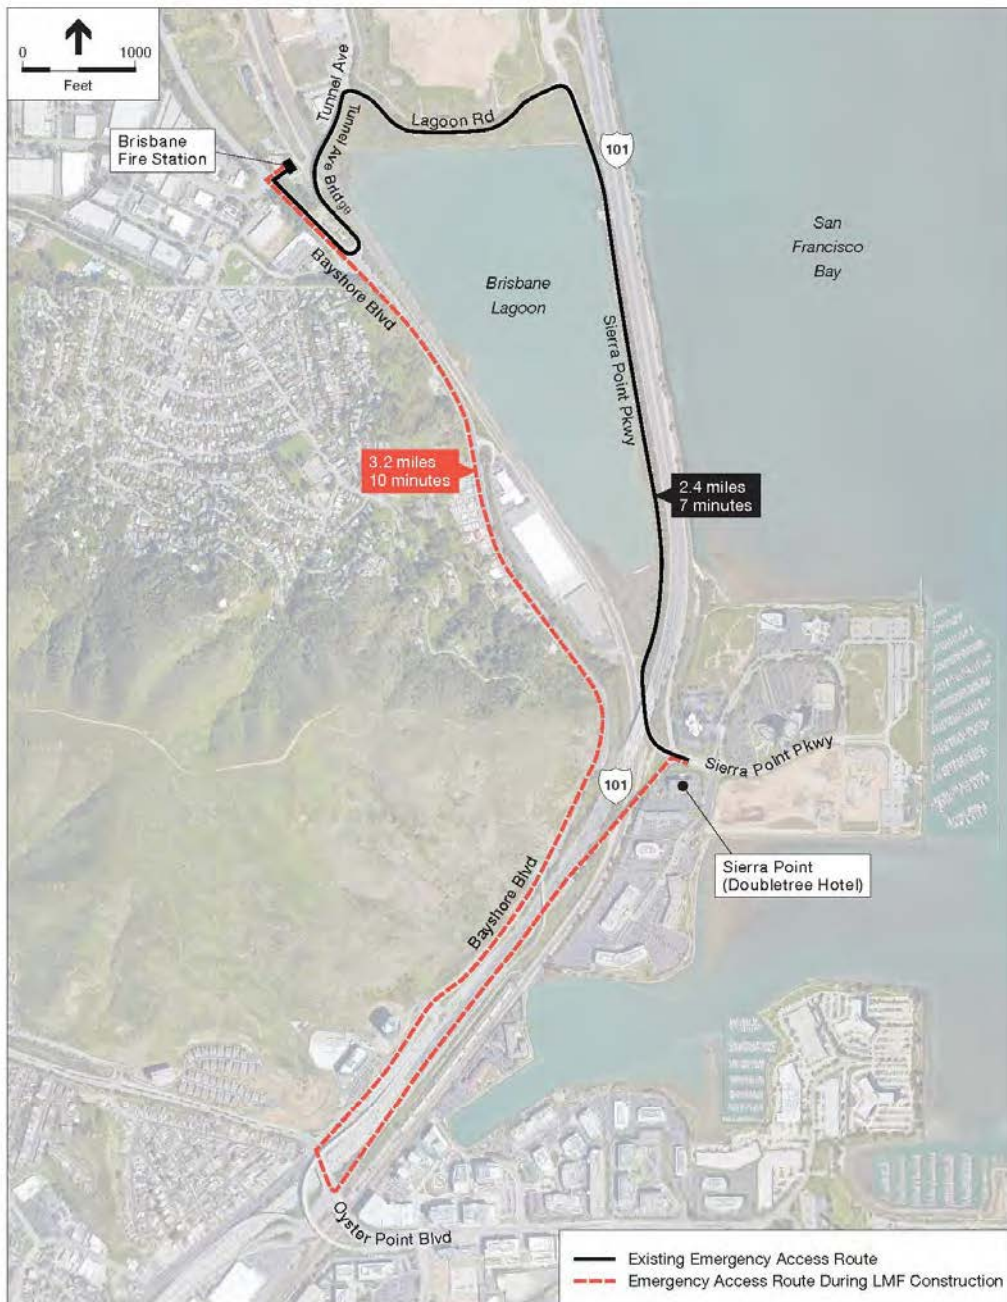 0 1000
Feet
Tunnel Ave
Lagoon Rd
Brisbane
Fire Station
Tunnel Ave Bridge
101
San
Francisco
Bay
Bayshore Blvd
Brisbane
Lagoon
Sierra Point Pkwy
3.2 miles
10 minutes
2.4 miles
7 minutes
Sierra Point Pkwy
101
Bayshore Blvd
Sierra Point
(Doubletree Hotel)
Oyster Point Blvd
Existing Emergency Access Route
Emergency Access Route During LMF Construction